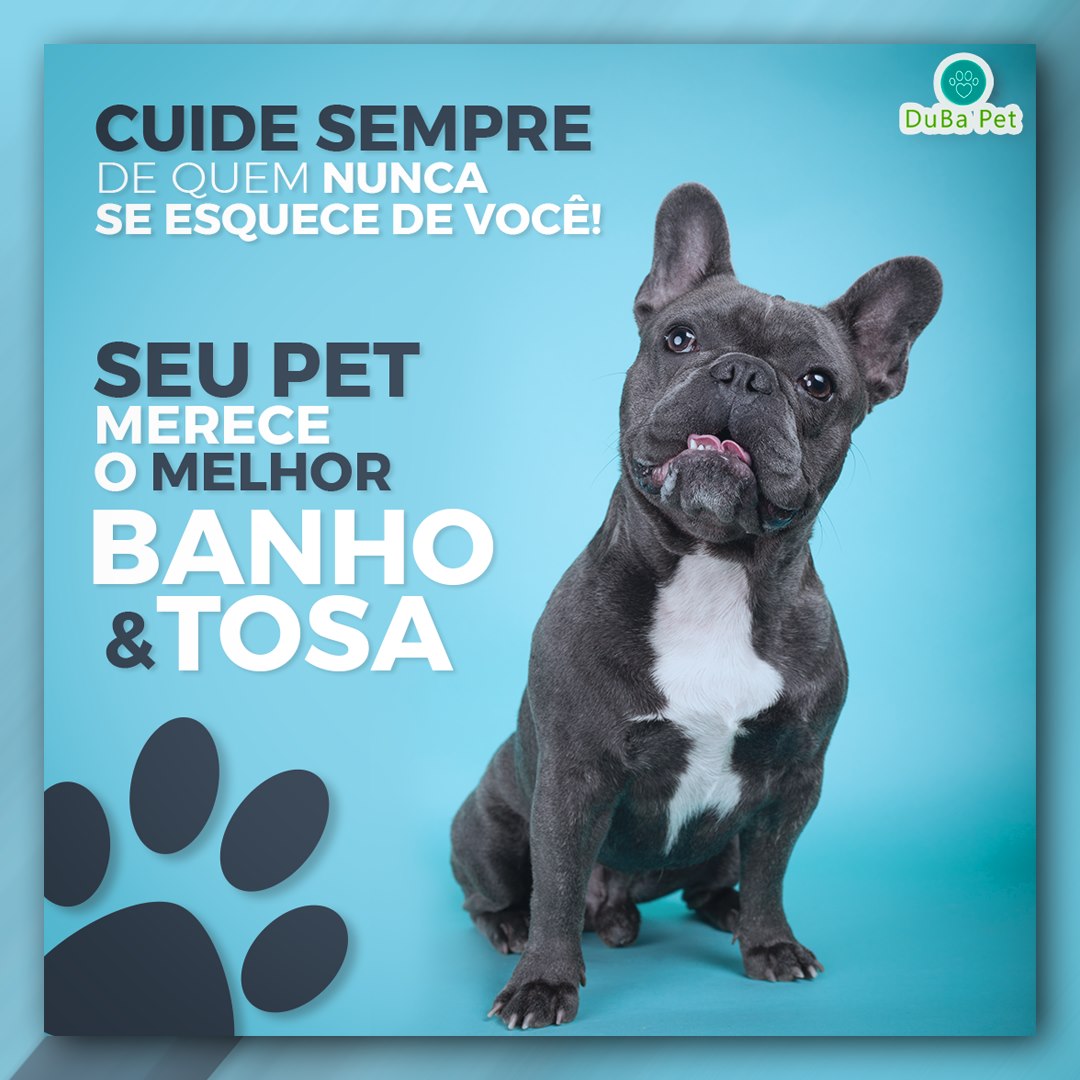 DuBa Pet
CUIDE SEMPRE
DE QUEM NUNCA
SE ESQUECE DE VOCÊ!
SEU PET
MERECE
O MELHOR
BANHO
&TOSA